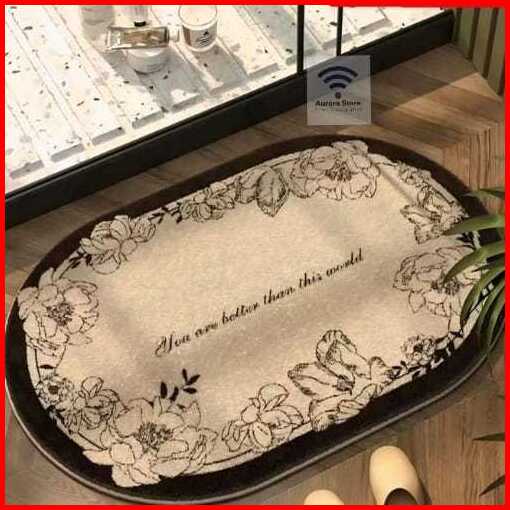 Aurora Store
You are better than this world